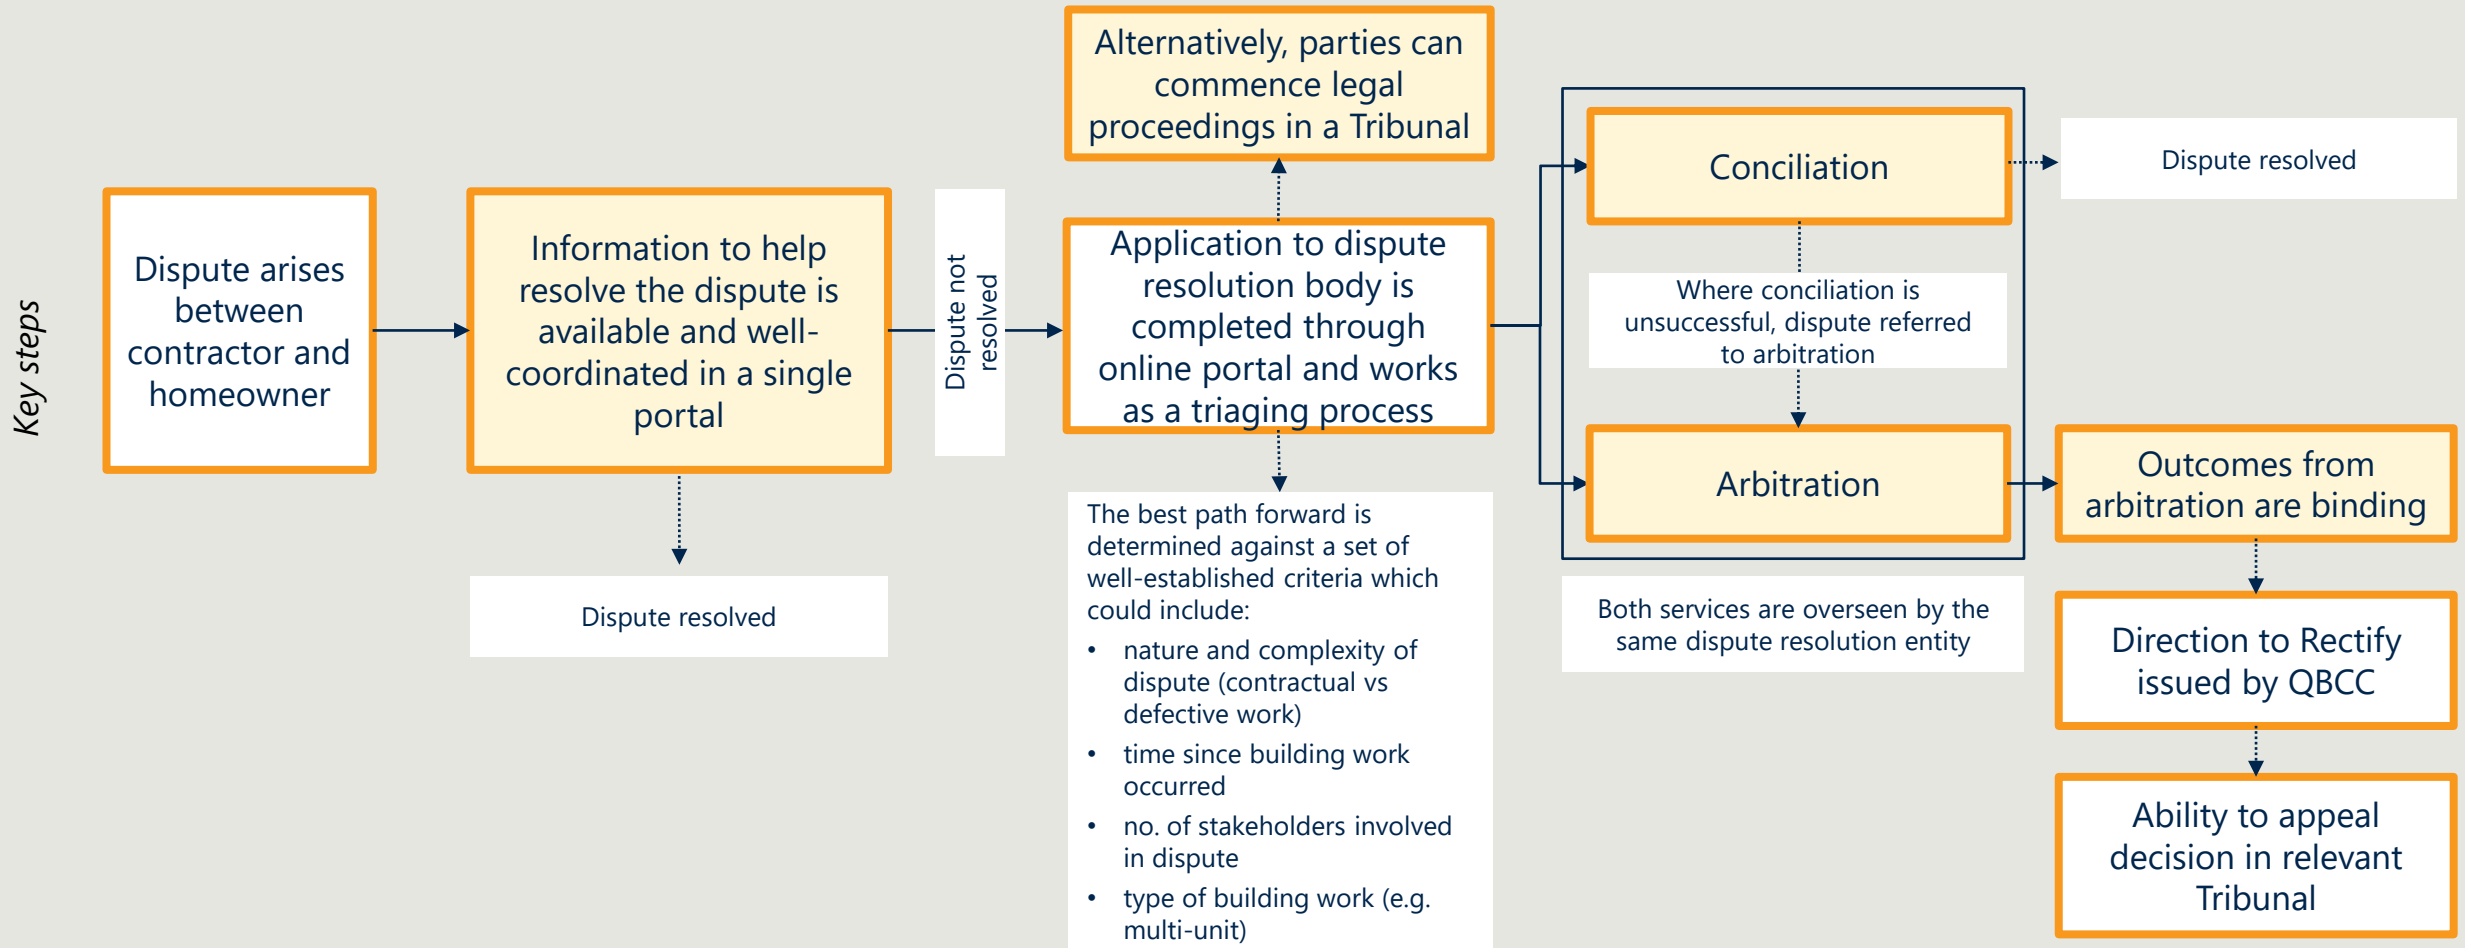 Key steps
Dispute arises
between
contractor and
homeowner
Information to help
resolve the dispute is
available and well-
coordinated in a single
portal
Dispute resolved
Dispute not
resolved
Alternatively, parties can
commence legal
proceedings in a Tribunal
Application to dispute
resolution body is
completed through
online portal and works
as a triaging process
The best path forward is
determined against a set of
well-established criteria which
could include:
• nature and complexity of
dispute (contractual vs
defective work)
• time since building work
occurred
• no. of stakeholders involved
in dispute
• type of building work (e.g.
multi-unit)
Conciliation
Where conciliation is
unsuccessful, dispute referred
to arbitration
Arbitration
Both services are overseen by the
same dispute resolution entity
Dispute resolved
Outcomes from
arbitration are binding
Direction to Rectify
issued by QBCC
Ability to appeal
decision in relevant
Tribunal